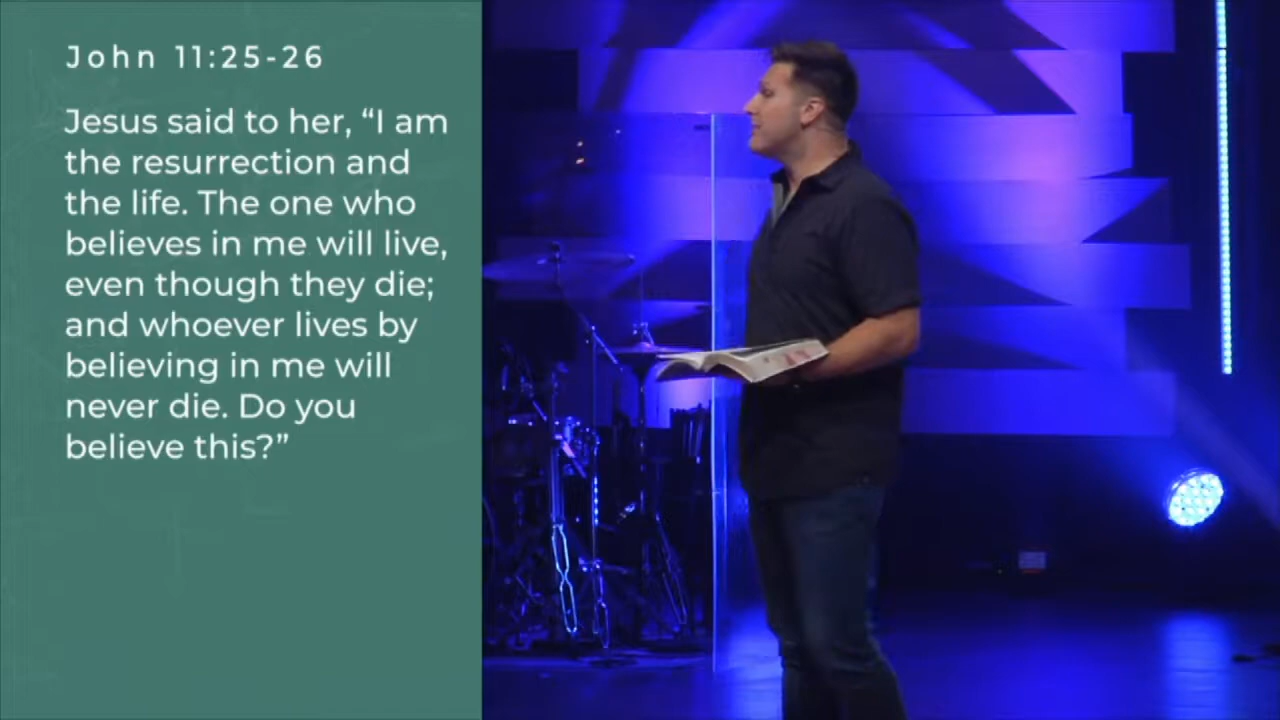 John 11:25-26
Jesus said to her, “I am
the resurrection and
the life. The one who
believes in me will live,
even though they die;
and whoever lives by
believing in me will
never die. Do you
believe this?”